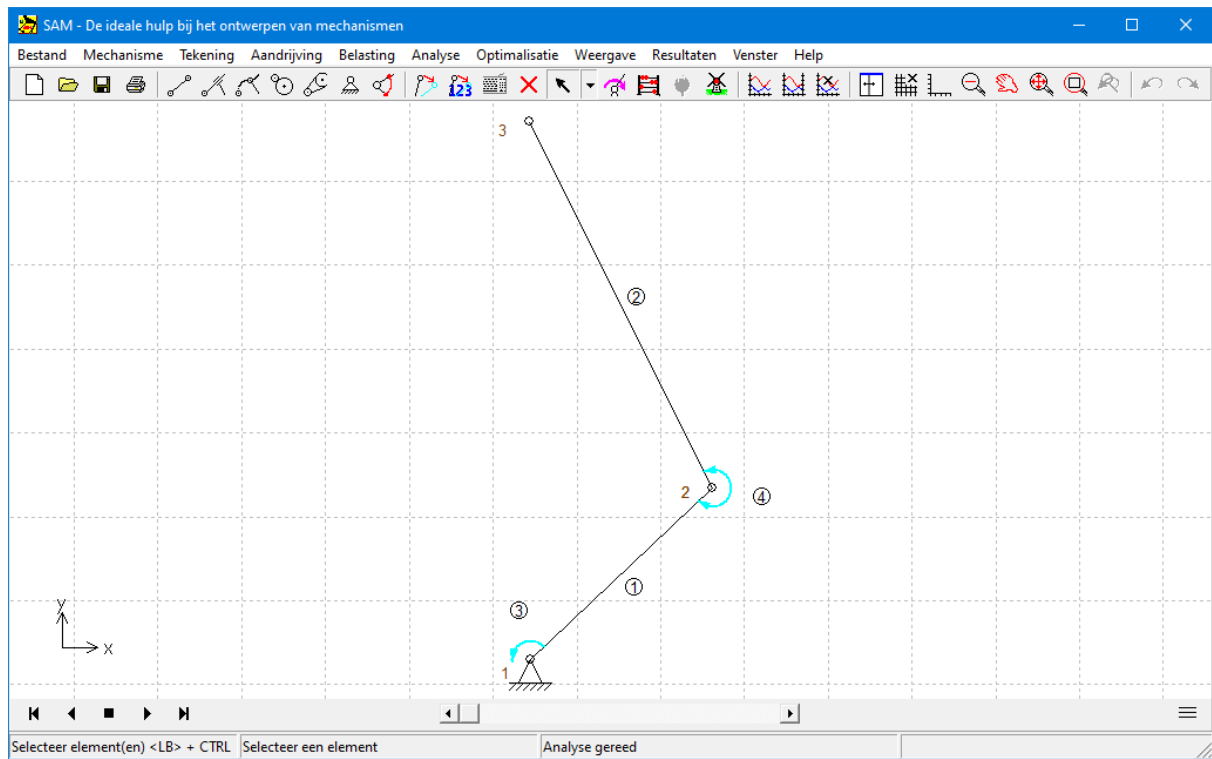 SAM - De ideale hulp bij het ontwerpen van mechanismen
Bestand Mechanisme Tekening Aandrijving Belasting Analyse Optimalisatie Weergave Resultaten Venster Help
123
3
②
2
④
①
③
y
x
1
Selecteer element(en) <LB> + CTRL Selecteer een element Analyse gereed